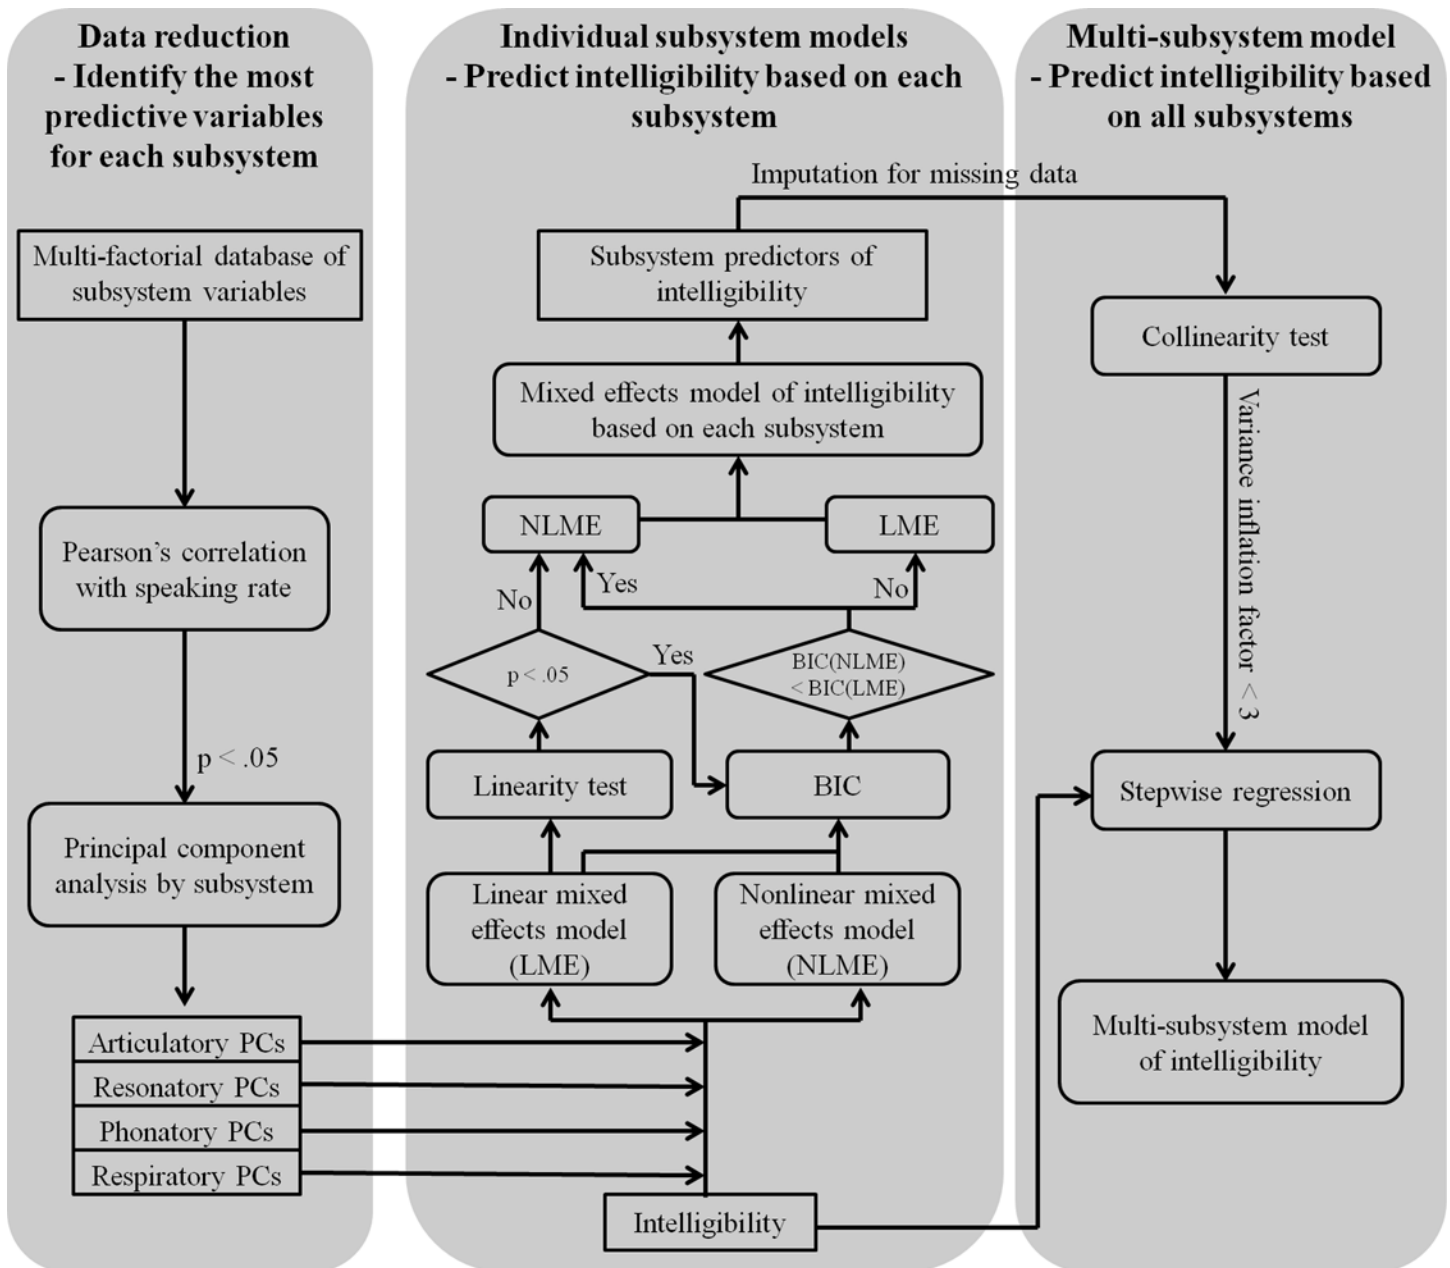 Data reduction
- Identify the most
predictive variables
for each subsystem
Multi-factorial database of
subsystem variables
Pearson’s correlation
with speaking rate
p < .05
Principal component
analysis by subsystem
Articulatory PCs
Resonatory PCs
Phonatory PCs
Respiratory PCs
Individual subsystem models
- Predict intelligibility based on each
subsystem
Imputation for missing data
Subsystem predictors of
intelligibility
Mixed effects model of intelligibility
based on each subsystem
NLME
LME
No
Yes
No
p < .05
Yes
BIC(NLME)
< BIC(LME)
Linearity test
BIC
Linear mixed
effects model
(LME)
Nonlinear mixed
effects model
(NLME)
Intelligibility
Multi-subsystem model
- Predict intelligibility based
on all subsystems
Collinearity test
Variance inflation factor < 3
Stepwise regression
Multi-subsystem model
of intelligibility